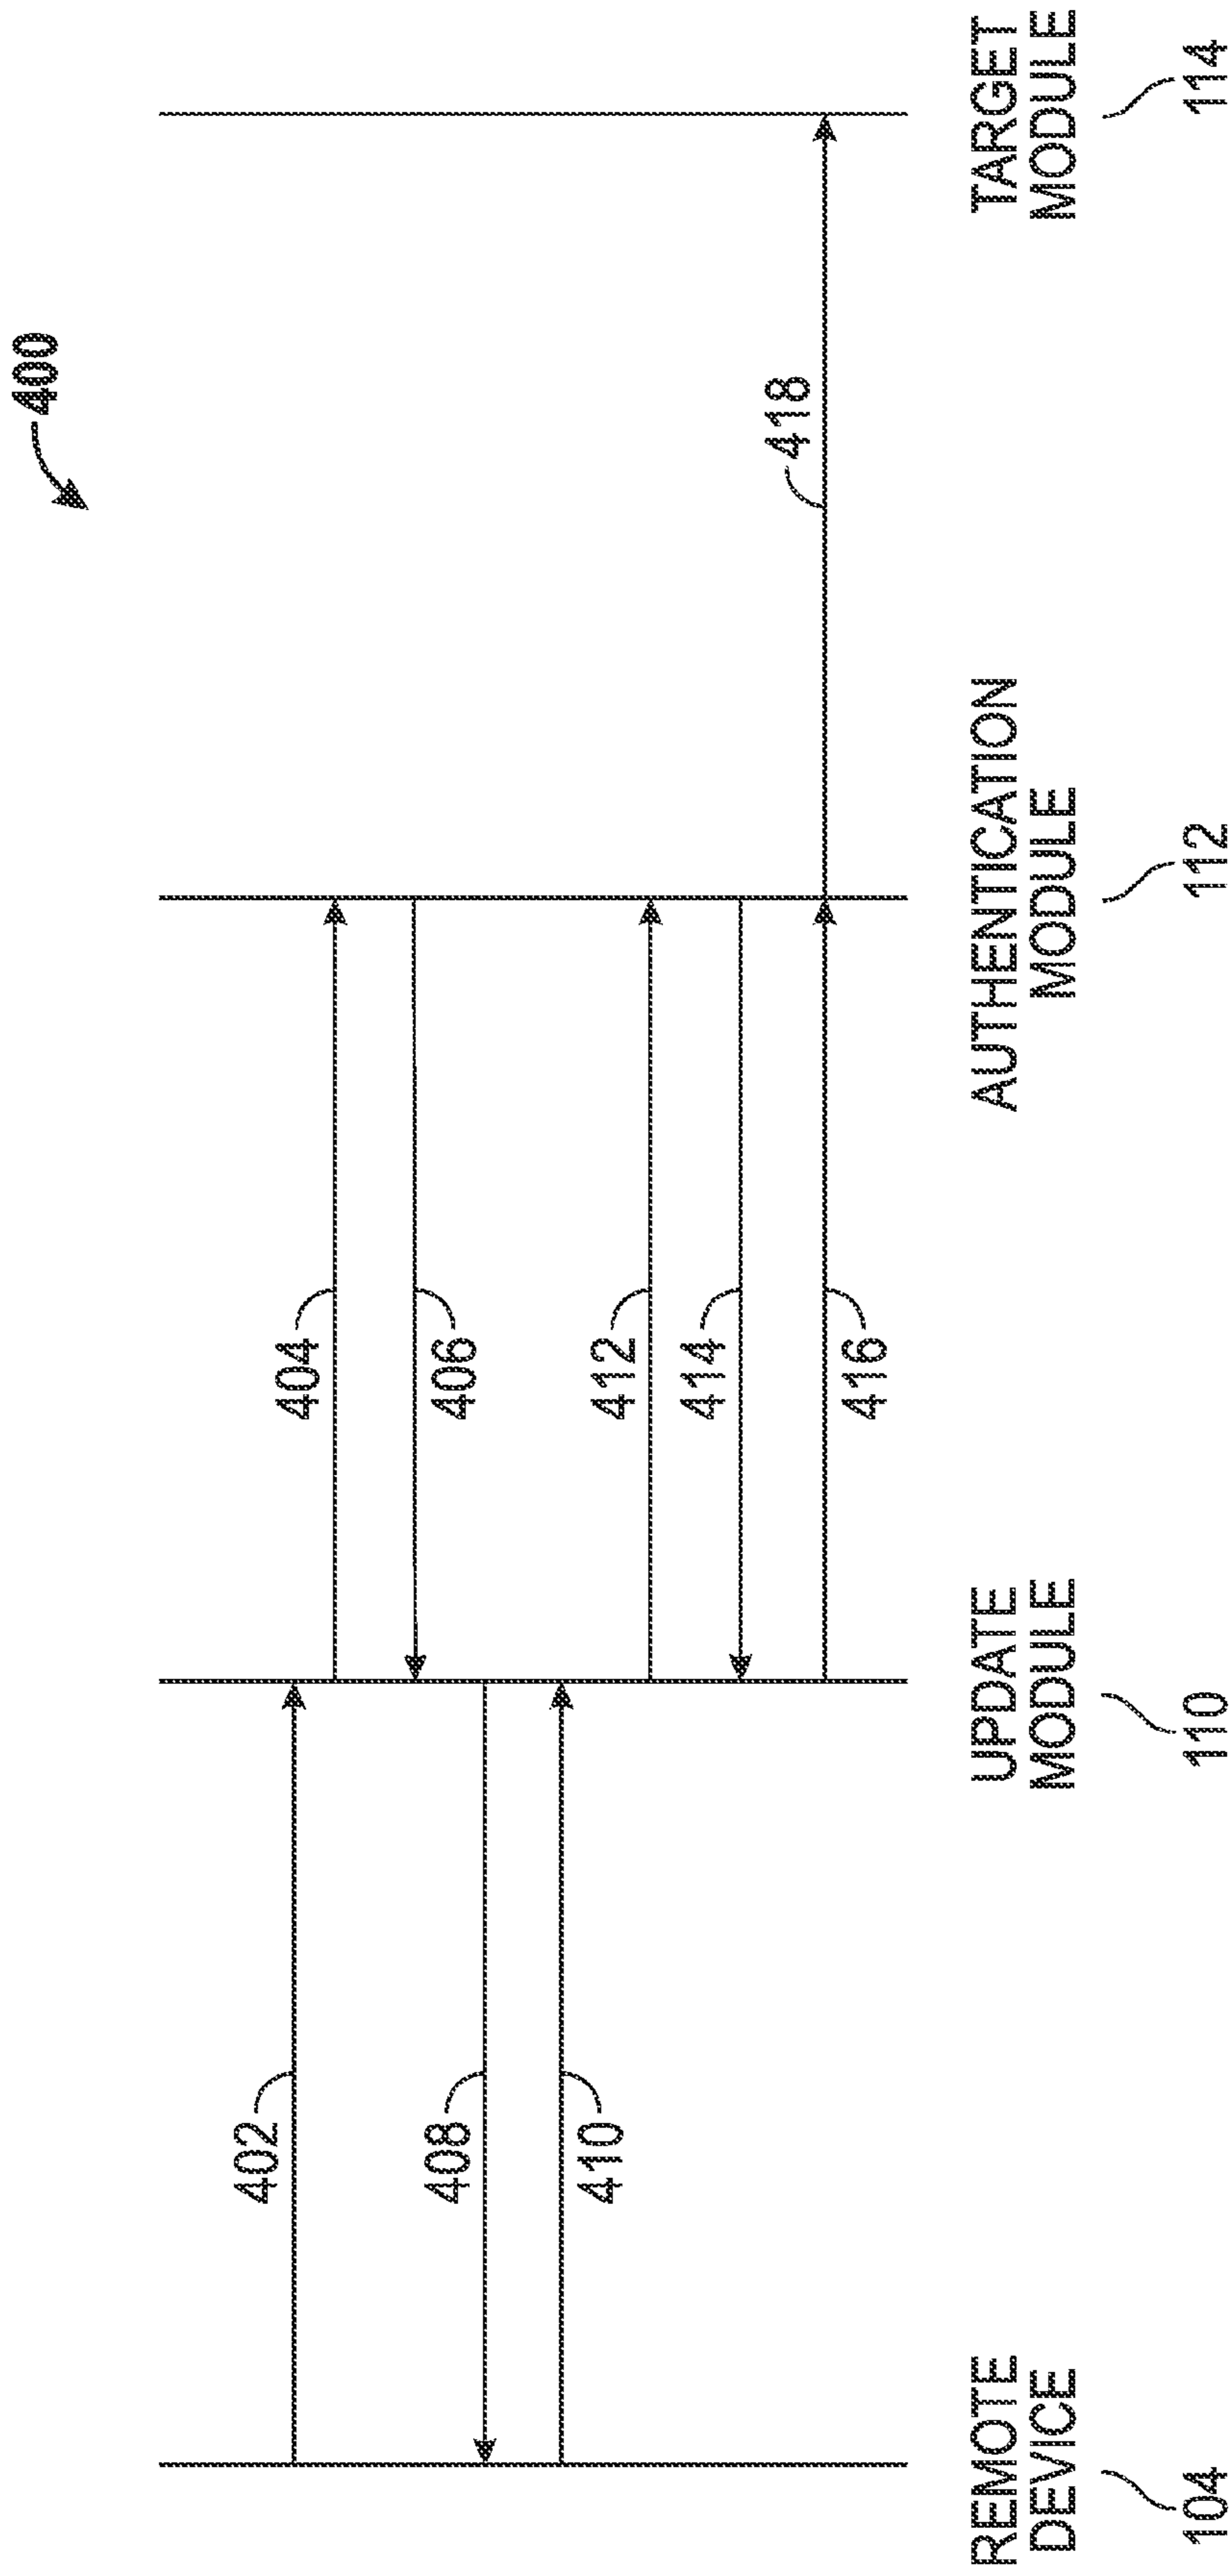 400
402
404
406
408
410
412
414
416
418
REMOTE
DEVICE
104
UPDATE
MODULE
110
AUTHENTICATION
MODULE
112
TARGET
MODULE
114